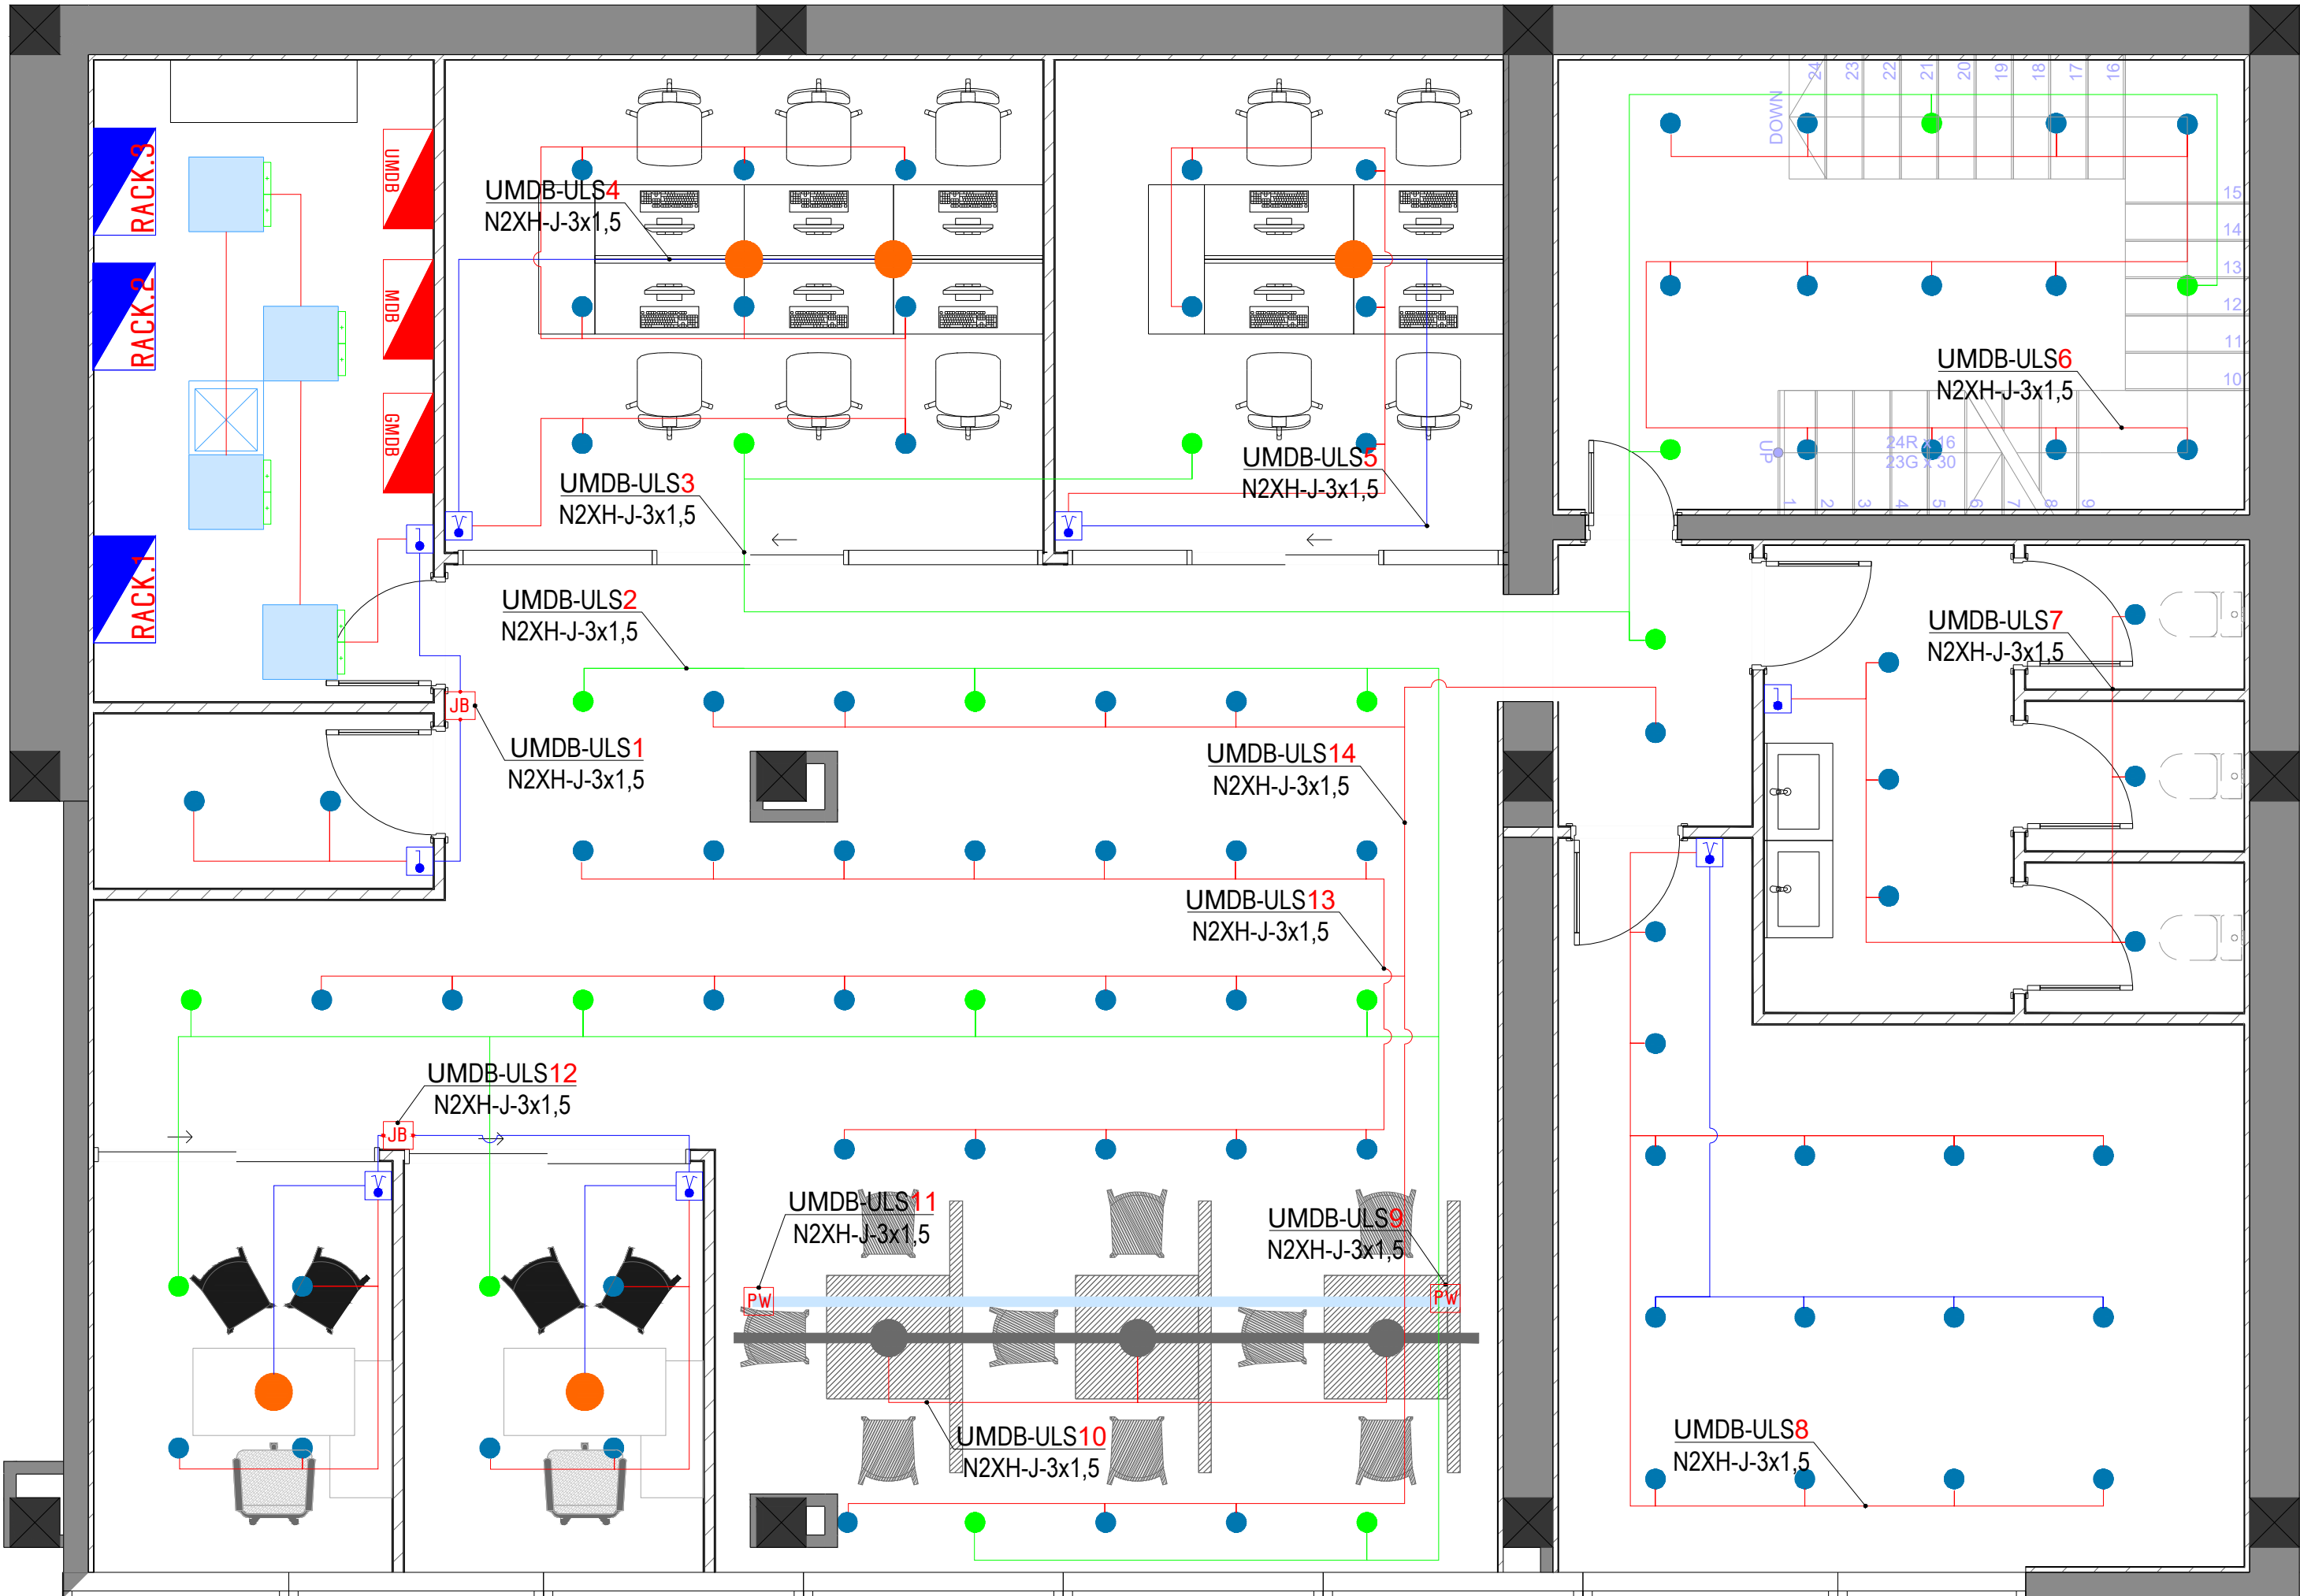 24
23
22
21
20
19
18
17
16
DOWN
RACK.3
UMDB
UMDB-ULS4
N2XH-J-3x1,5
15
14
13
12
11
10
RACK.2
MDB
UMDB-ULS6
N2XH-J-3x1,5
GMDB
UP
24R x 16
23G x 30
1
2
3
4
5
6
7
8
9
UMDB-ULS5
N2XH-J-3x1,5
UMDB-ULS3
N2XH-J-3x1,5
RACK.1
UMDB-ULS2
N2XH-J-3x1,5
UMDB-ULS7
N2XH-J-3x1,5
JB
UMDB-ULS1
N2XH-J-3x1,5
UMDB-ULS14
N2XH-J-3x1,5
UMDB-ULS13
N2XH-J-3x1,5
UMDB-ULS12
N2XH-J-3x1,5
JB
UMDB-ULS11
N2XH-J-3x1,5
UMDB-ULS9
N2XH-J-3x1,5
PW
PW
UMDB-ULS10
N2XH-J-3x1,5
UMDB-ULS8
N2XH-J-3x1,5